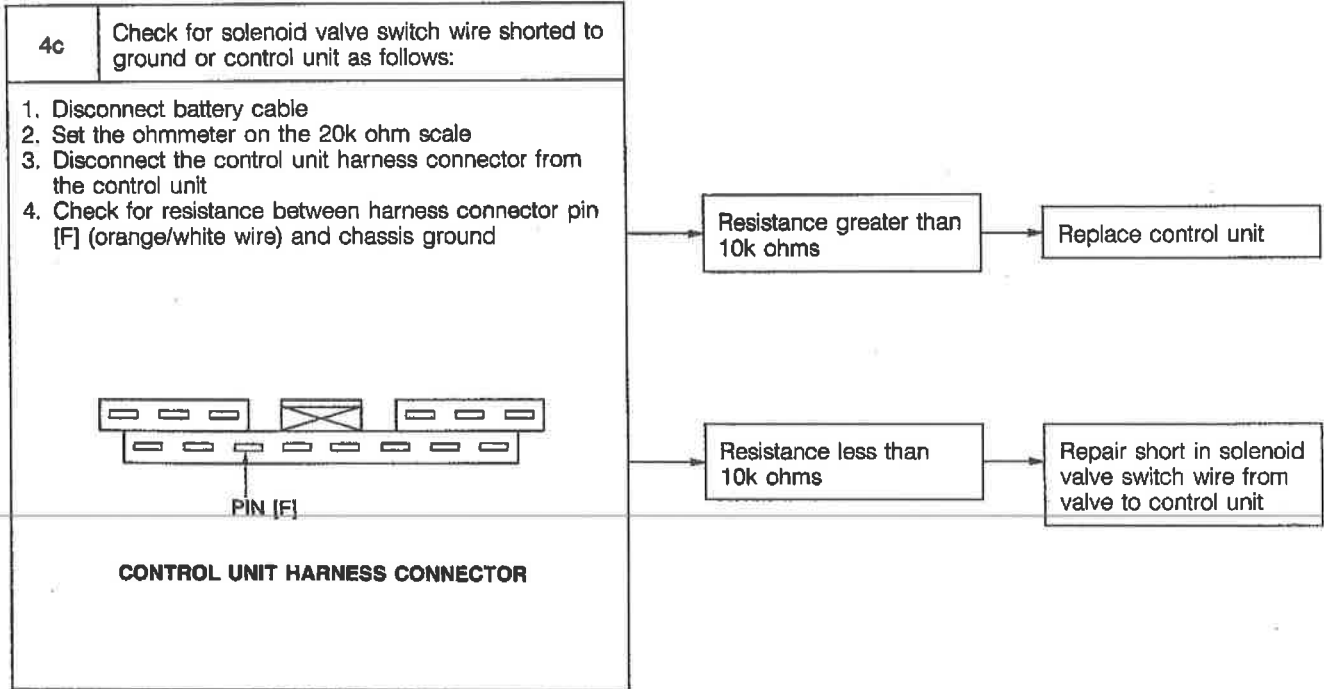 4c
Check for solenoid valve switch wire shorted to
ground or control unit as follows:
1. Disconnect battery cable
2. Set the ohmmeter on the 20k ohm scale
3. Disconnect the control unit harness connector from
the control unit
4. Check for resistance between harness connector pin
[F] (orange/white wire) and chassis ground
Resistance greater than
10k ohms
Replace control unit
Resistance less than
10k ohms
Repair short in solenoid
valve switch wire from
valve to control unit
PIN [F]
CONTROL UNIT HARNESS CONNECTOR